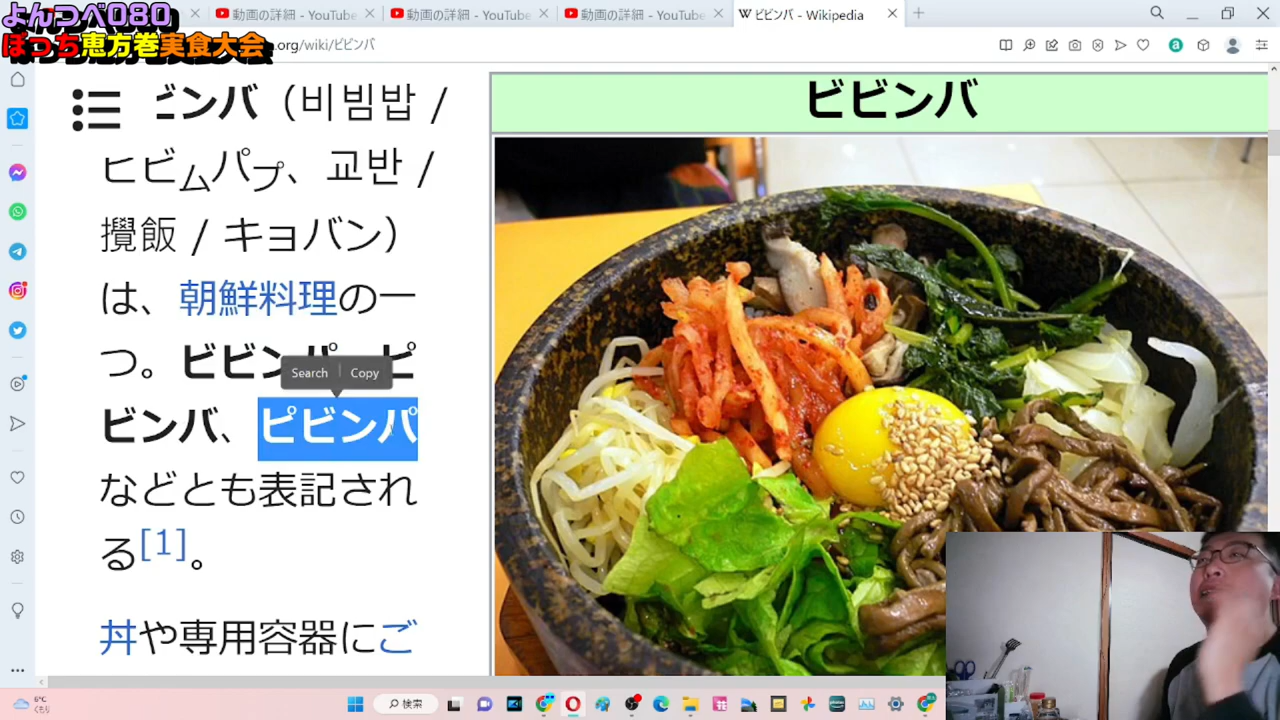 よんつべ080
ぼっち恵方巻実食大会
動画の詳細 - YouTube
動画の詳細 - YouTube
動画の詳細 - YouTube
W ビビンバ - Wikipedia
.org/wiki/ビビンバ
ビンバ（비빔밥 /
ヒビムパプ、교반 /
攪飯 / キョバン）
は、朝鮮料理の一
つ。ビビンパ、ピ
Search
Copy
ビンバ、ピビンパ
などとも表記され
る[1]。
丼や専用容器にご
ビビンバ
6°C
くもり
検索